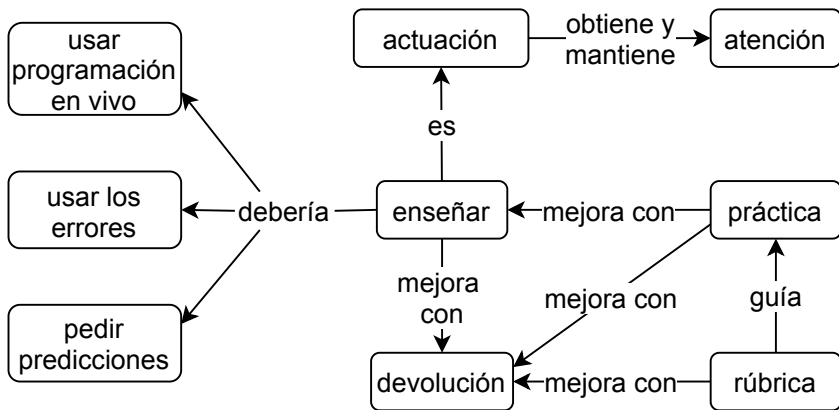 usar
programación
en vivo
actuación
obtiene y
mantiene
atención
es
usar los
errores
debería
enseñar
mejora con
práctica
mejora
con
mejora con
guía
pedir
predicciones
devolución
mejora con
rúbrica